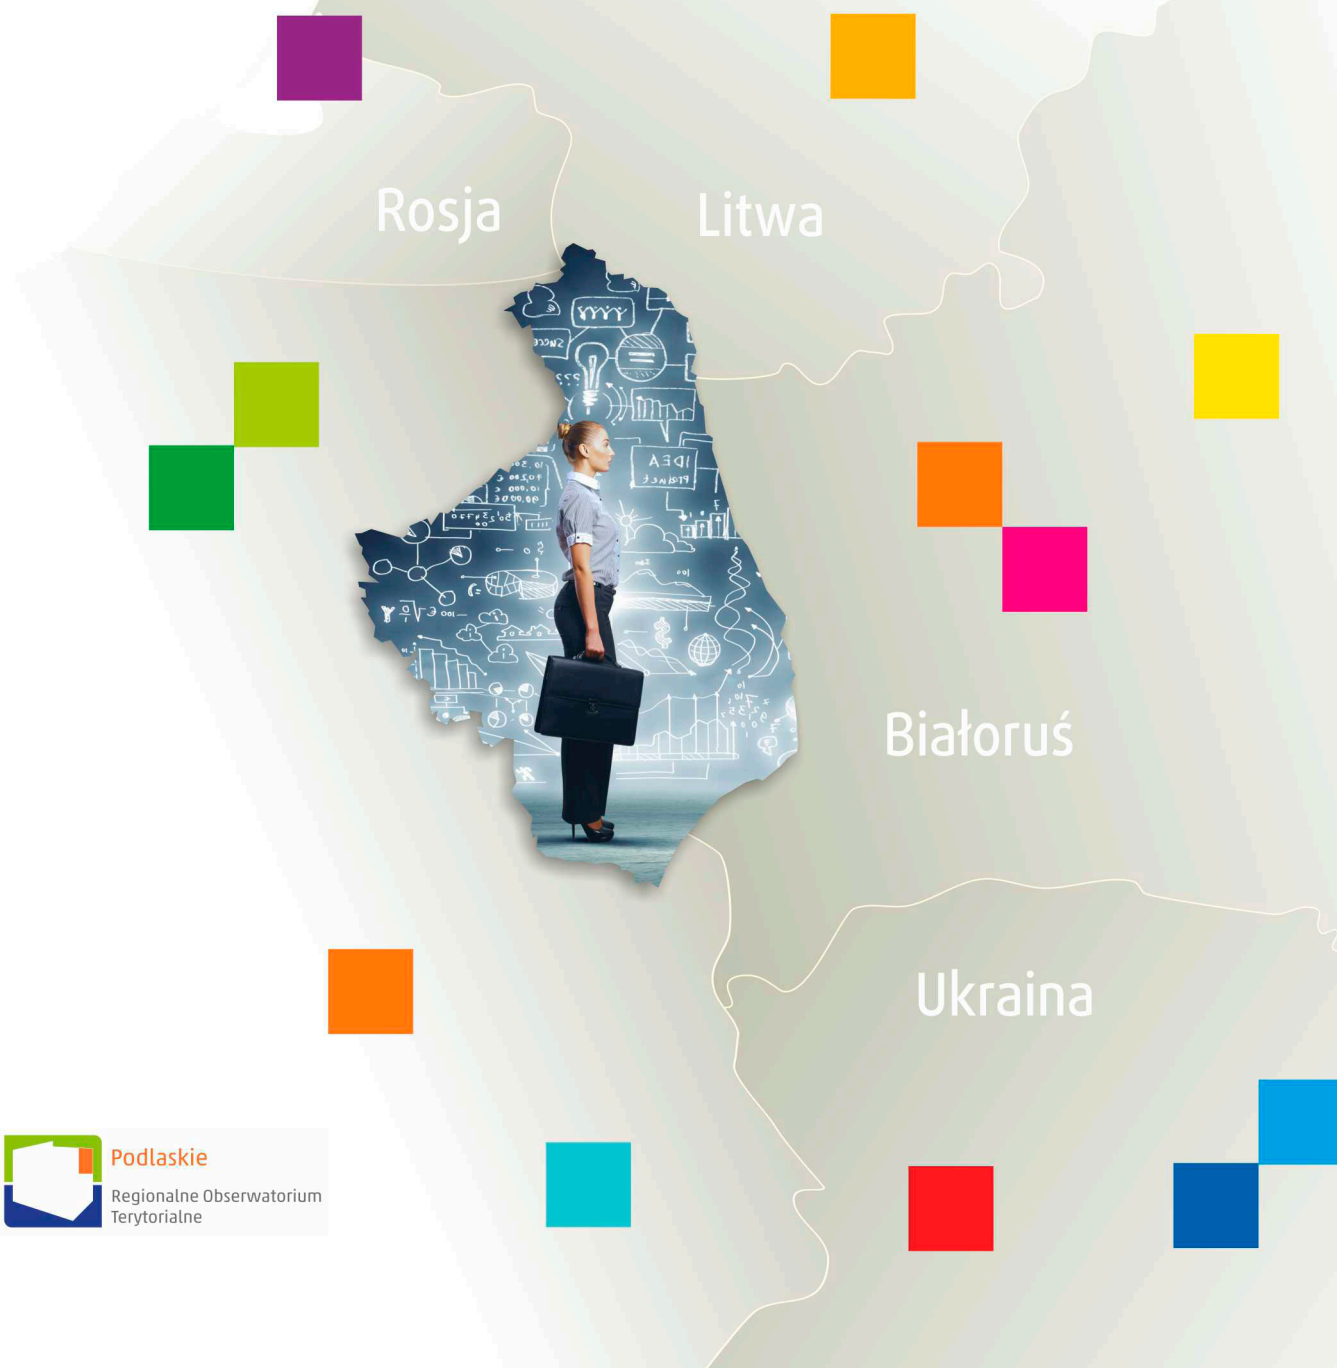 Rosja
Litwa
Białoruś
Ukraina
Podlaskie
Regionalne Obserwatorium
Terytorialne